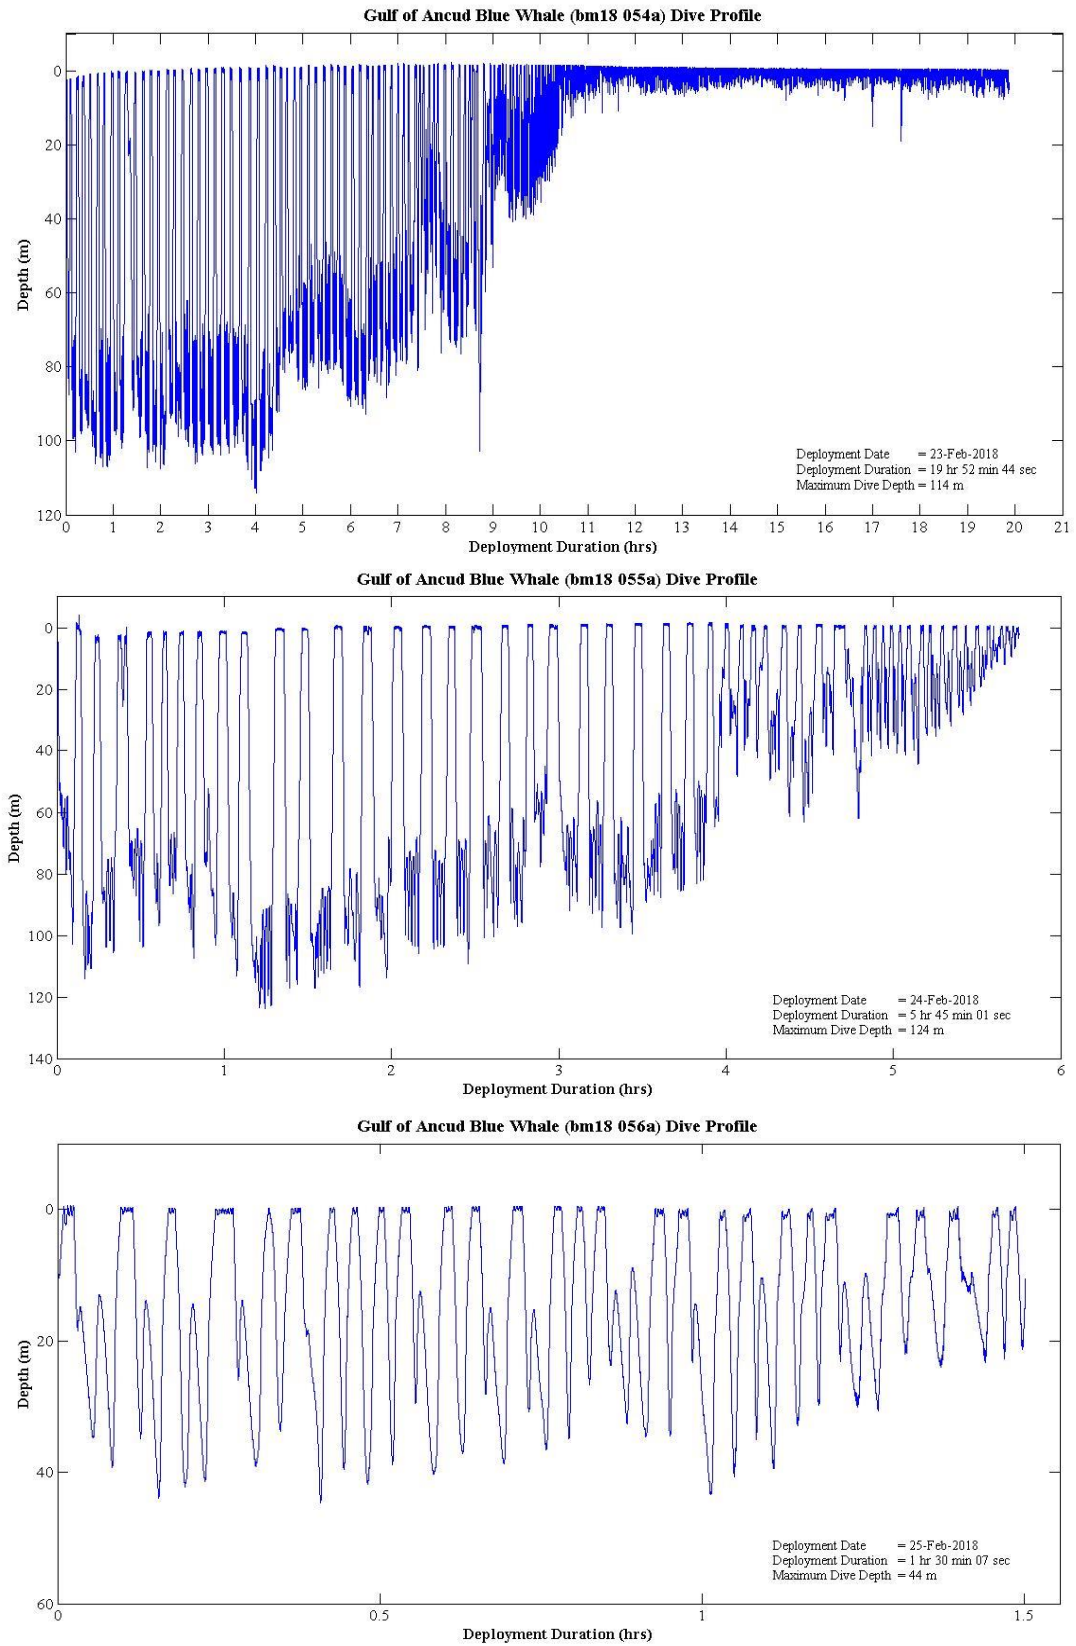 Gulf of Ancud Blue Whale (bm18 054a) Dive Profile
0
20
40
60
80
100
120
Depth (m)
Deployment Date = 23-Feb-2018
Deployment Duration = 19 hr 52 min 44 sec
Maximum Dive Depth = 114 m
0 1 2 3 4 5 6 7 8 9 10 11 12 13 14 15 16 17 18 19 20 21
Deployment Duration (hrs)
Gulf of Ancud Blue Whale (bm18 055a) Dive Profile
0
20
40
60
80
100
120
140
Depth (m)
Deployment Date = 24-Feb-2018
Deployment Duration = 5 hr 45 min 01 sec
Maximum Dive Depth = 124 m
0 1 2 3 4 5 6
Deployment Duration (hrs)
Gulf of Ancud Blue Whale (bm18 056a) Dive Profile
0
20
40
60
Depth (m)
Deployment Date = 25-Feb-2018
Deployment Duration = 1 hr 30 min 07 sec
Maximum Dive Depth = 44 m
0 0.5 1 1.5
Deployment Duration (hrs)